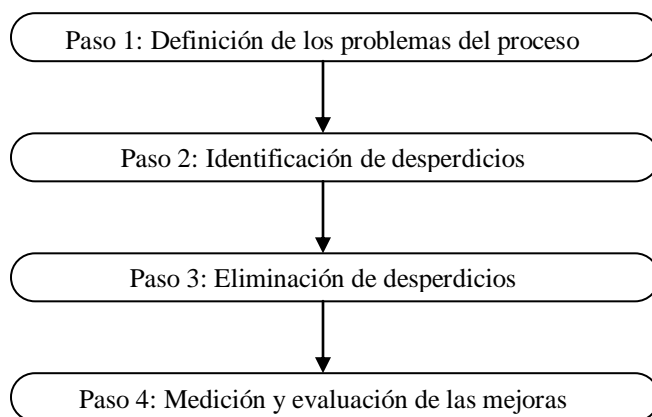 Paso 1: Definición de los problemas del proceso
Paso 2: Identificación de desperdicios
Paso 3: Eliminación de desperdicios
Paso 4: Medición y evaluación de las mejoras